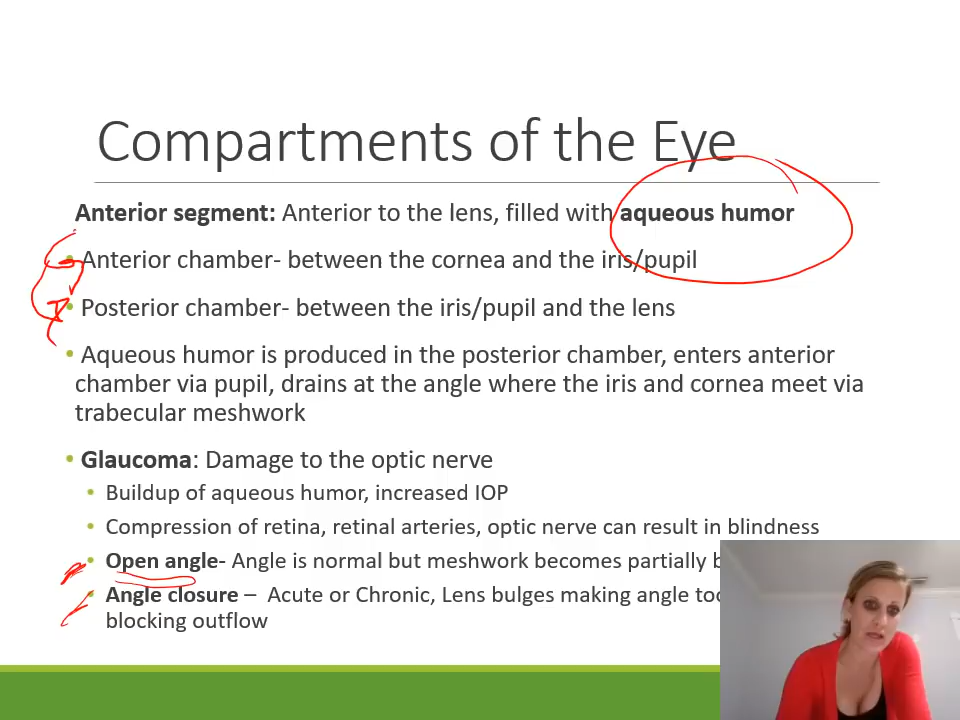 Compartments of the Eye
Anterior segment: Anterior to the lens, filled with aqueous humor
• Anterior chamber- between the cornea and the iris/pupil
• Posterior chamber- between the iris/pupil and the lens
• Aqueous humor is produced in the posterior chamber, enters anterior
chamber via pupil, drains at the angle where the iris and cornea meet via
trabecular meshwork
• Glaucoma: Damage to the optic nerve
• Buildup of aqueous humor, increased IOP
• Compression of retina, retinal arteries, optic nerve can result in blindness
• Open angle- Angle is normal but meshwork becomes partially
• Angle closure – Acute or Chronic, Lens bulges making angle
blocking outflow